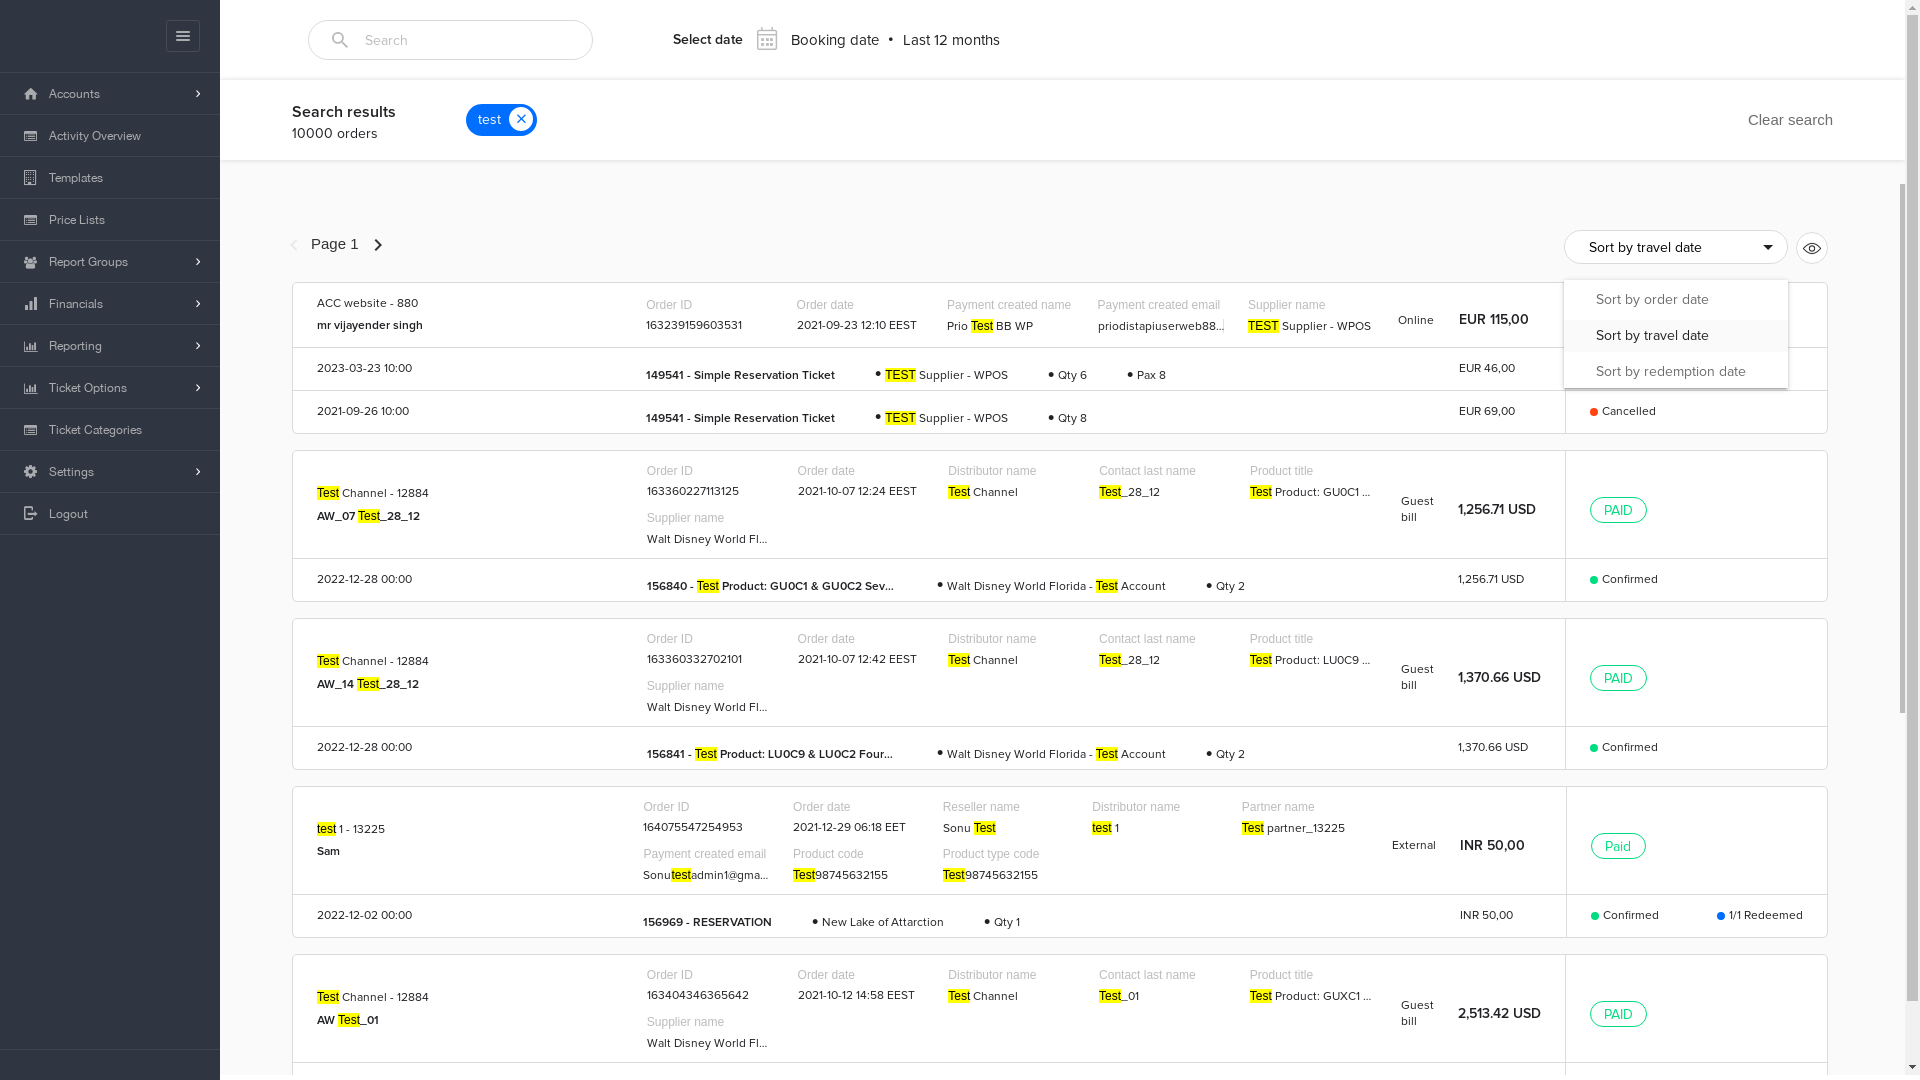 Search
Select date
Booking date • Last 12 months
Accounts
Activity Overview
Templates
Price Lists
Report Groups
Financials
Reporting
Ticket Options
Ticket Categories
Settings
Logout
Search results
10000 orders
test
Clear search
Page 1
Sort by travel date
Sort by order date
Sort by travel date
Sort by redemption date
ACC website - 880
mr vijayender singh
Order ID
163239159603531
Order date
2021-09-23 12:10 EEST
Payment created name
Prio Test BB WP
Payment created email
priodistapiuserweb88...
Supplier name
TEST Supplier - WPOS
Online
EUR 115,00
2023-03-23 10:00
149541 - Simple Reservation Ticket
• TEST Supplier - WPOS
• Qty 6
• Pax 8
EUR 46,00
2021-09-26 10:00
149541 - Simple Reservation Ticket
• TEST Supplier - WPOS
• Qty 8
EUR 69,00
Cancelled
Test Channel - 12884
AW_07 Test_28_12
Order ID
163360227113125
Order date
2021-10-07 12:24 EEST
Distributor name
Test Channel
Contact last name
Test_28_12
Product title
Test Product: GU0C1 ...
Supplier name
Walt Disney World Fl...
Guest
bill
1,256.71 USD
PAID
2022-12-28 00:00
156840 - Test Product: GU0C1 & GU0C2 Sev...
• Walt Disney World Florida - Test Account
• Qty 2
1,256.71 USD
Confirmed
Test Channel - 12884
AW_14 Test_28_12
Order ID
163360332702101
Order date
2021-10-07 12:42 EEST
Distributor name
Test Channel
Contact last name
Test_28_12
Product title
Test Product: LU0C9 ...
Supplier name
Walt Disney World Fl...
Guest
bill
1,370.66 USD
PAID
2022-12-28 00:00
156841 - Test Product: LU0C9 & LU0C2 Four...
• Walt Disney World Florida - Test Account
• Qty 2
1,370.66 USD
Confirmed
test 1 - 13225
Sam
Order ID
164075547254953
Order date
2021-12-29 06:18 EET
Reseller name
Sonu Test
Distributor name
test 1
Partner name
Test partner_13225
Payment created email
Sonutestadmin1@gma...
Product code
Test98745632155
Product type code
Test98745632155
External
INR 50,00
Paid
2022-12-02 00:00
156969 - RESERVATION
• New Lake of Attarction
• Qty 1
INR 50,00
Confirmed
1/1 Redeemed
Test Channel - 12884
AW Test_01
Order ID
163404346365642
Order date
2021-10-12 14:58 EEST
Distributor name
Test Channel
Contact last name
Test_01
Product title
Test Product: GUXC1 ...
Supplier name
Walt Disney World Fl...
Guest
bill
2,513.42 USD
PAID